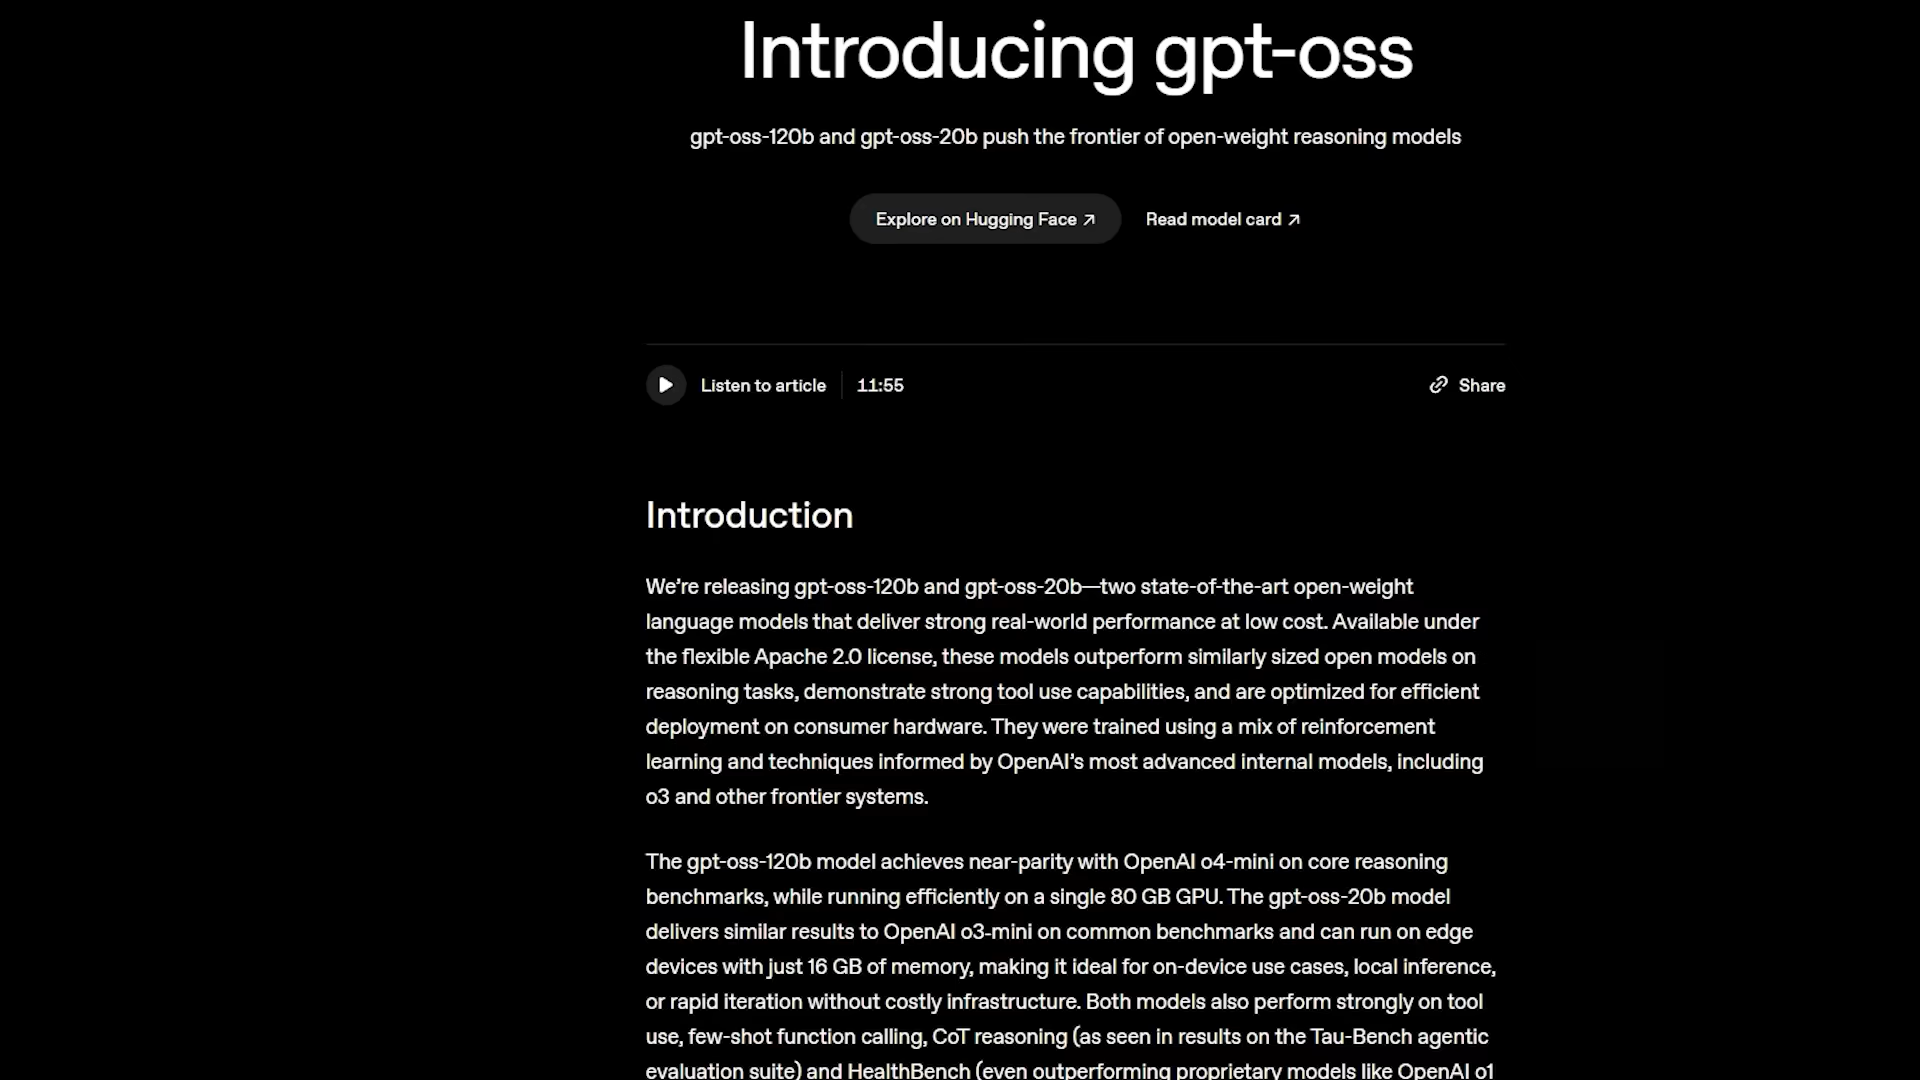 Introducing gpt-oss
gpt-oss-120b and gpt-oss-20b push the frontier of open-weight reasoning models
Explore on Hugging Face ↗ Read model card ↗
Listen to article 11:55 Share
Introduction
We’re releasing gpt-oss-120b and gpt-oss-20b—two state-of-the-art open-weight
language models that deliver strong real-world performance at low cost. Available under
the flexible Apache 2.0 license, these models outperform similarly sized open models on
reasoning tasks, demonstrate strong tool use capabilities, and are optimized for efficient
deployment on consumer hardware. They were trained using a mix of reinforcement
learning and techniques informed by OpenAI’s most advanced internal models, including
o3 and other frontier systems.
The gpt-oss-120b model achieves near-parity with OpenAI o4-mini on core reasoning
benchmarks, while running efficiently on a single 80 GB GPU. The gpt-oss-20b model
delivers similar results to OpenAI o3-mini on common benchmarks and can run on edge
devices with just 16 GB of memory, making it ideal for on-device use cases, local inference,
or rapid iteration without costly infrastructure. Both models also perform strongly on tool
use, few-shot function calling, CoT reasoning (as seen in results on the Tau-Bench agentic
evaluation suite) and HealthBench (even outperforming proprietary models like OpenAI o1